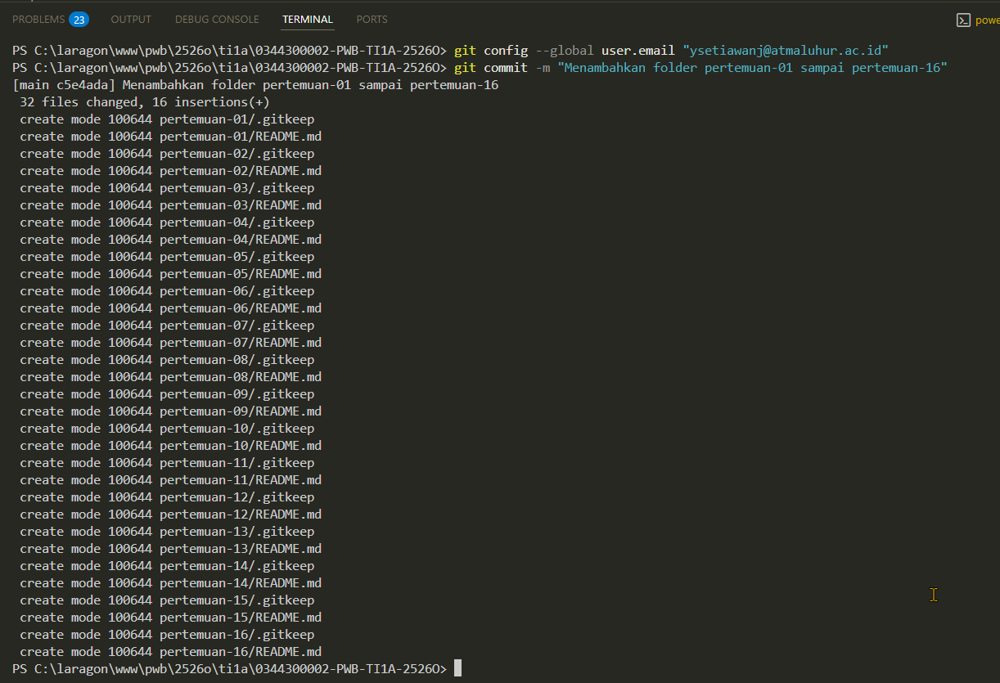 PROBLEMS 23 OUTPUT DEBUG CONSOLE TERMINAL PORTS
PS C:\laragon\www\pwb\2526o\ti1a\0344300002-PWB-TI1A-2526O> git config --global user.email "ysetiawanj@atmaluhur.ac.id"
PS C:\laragon\www\pwb\2526o\ti1a\0344300002-PWB-TI1A-2526O> git commit -m "Menambahkan folder pertemuan-01 sampai pertemuan-16"
[main c5e4ada] Menambahkan folder pertemuan-01 sampai pertemuan-16
 32 files changed, 16 insertions(+)
 create mode 100644 pertemuan-01/.gitkeep
 create mode 100644 pertemuan-01/README.md
 create mode 100644 pertemuan-02/.gitkeep
 create mode 100644 pertemuan-02/README.md
 create mode 100644 pertemuan-03/.gitkeep
 create mode 100644 pertemuan-03/README.md
 create mode 100644 pertemuan-04/.gitkeep
 create mode 100644 pertemuan-04/README.md
 create mode 100644 pertemuan-05/.gitkeep
 create mode 100644 pertemuan-05/README.md
 create mode 100644 pertemuan-06/.gitkeep
 create mode 100644 pertemuan-06/README.md
 create mode 100644 pertemuan-07/.gitkeep
 create mode 100644 pertemuan-07/README.md
 create mode 100644 pertemuan-08/.gitkeep
 create mode 100644 pertemuan-08/README.md
 create mode 100644 pertemuan-09/.gitkeep
 create mode 100644 pertemuan-09/README.md
 create mode 100644 pertemuan-10/.gitkeep
 create mode 100644 pertemuan-10/README.md
 create mode 100644 pertemuan-11/.gitkeep
 create mode 100644 pertemuan-11/README.md
 create mode 100644 pertemuan-12/.gitkeep
 create mode 100644 pertemuan-12/README.md
 create mode 100644 pertemuan-13/.gitkeep
 create mode 100644 pertemuan-13/README.md
 create mode 100644 pertemuan-14/.gitkeep
 create mode 100644 pertemuan-14/README.md
 create mode 100644 pertemuan-15/.gitkeep
 create mode 100644 pertemuan-15/README.md
 create mode 100644 pertemuan-16/.gitkeep
 create mode 100644 pertemuan-16/README.md
PS C:\laragon\www\pwb\2526o\ti1a\0344300002-PWB-TI1A-2526O>